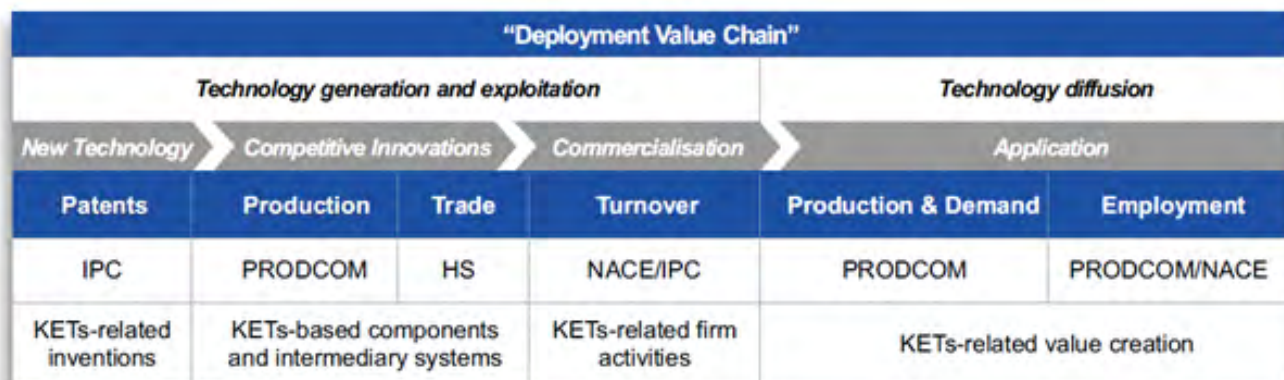 “Deployment Value Chain”
Technology generation and exploitation Technology diffusion
New Technology Competitive Innovations Commercialisation Application
Patents Production Trade Turnover Production & Demand Employment
IPC PRODCOM HS NACE/IPC PRODCOM PRODCOM/NACE
KETs-related inventions KETs-based components and intermediary systems KETs-related firm activities KETs-related value creation